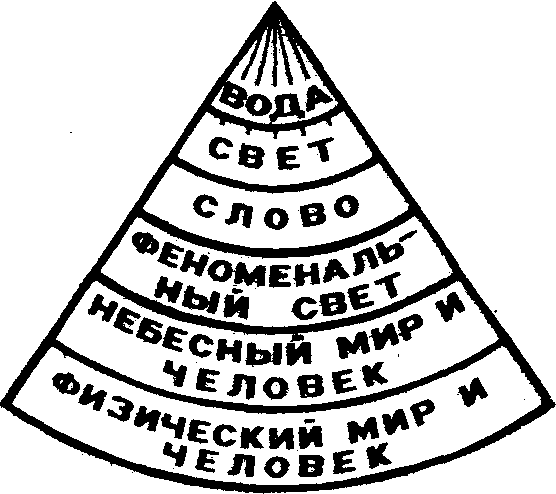 ВОДА
СВЕТ
СЛОВО
ФЕНОМЕНАЛЬ-
НЫЙ СВЕТ
НЕБЕСНЫЙ МИР И
ЧЕЛОВЕК
ФИЗИЧЕСКИЙ МИР И
ЧЕЛОВЕК